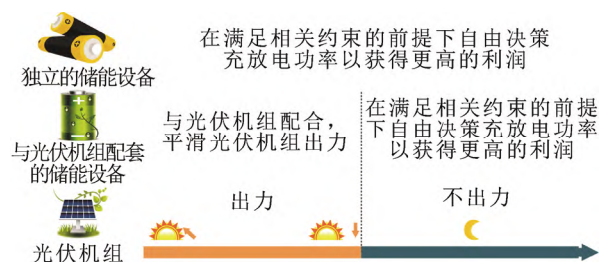 独立的储能设备
在满足相关约束的前提下自由决策
充放电功率以获得更高的利润
与光伏机组配套
的储能设备
与光伏机组配合，
平滑光伏机组出力
在满足相关约束的前提
下自由决策充放电功率
以获得更高的利润
光伏机组
出力
不出力